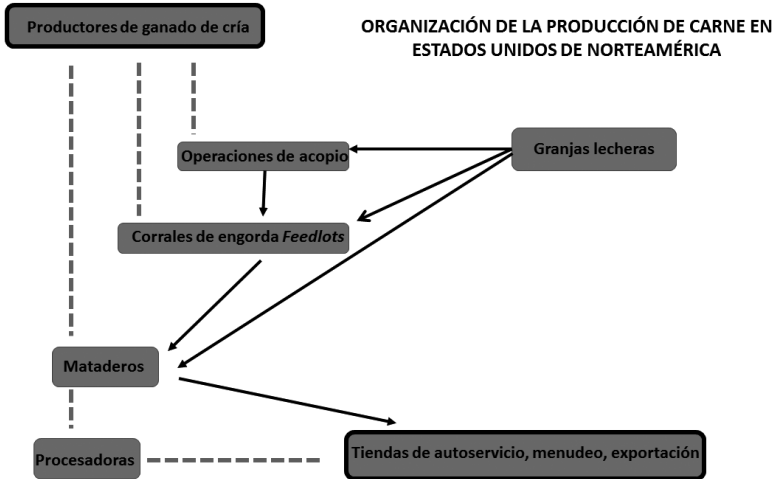 Productores de ganado de cría
ORGANIZACIÓN DE LA PRODUCCIÓN DE CARNE EN
ESTADOS UNIDOS DE NORTEAMÉRICA
Operaciones de acopio
Granjas lecheras
Corrales de engorda Feedlots
Mataderos
Procesadoras
Tiendas de autoservicio, menudeo, exportación